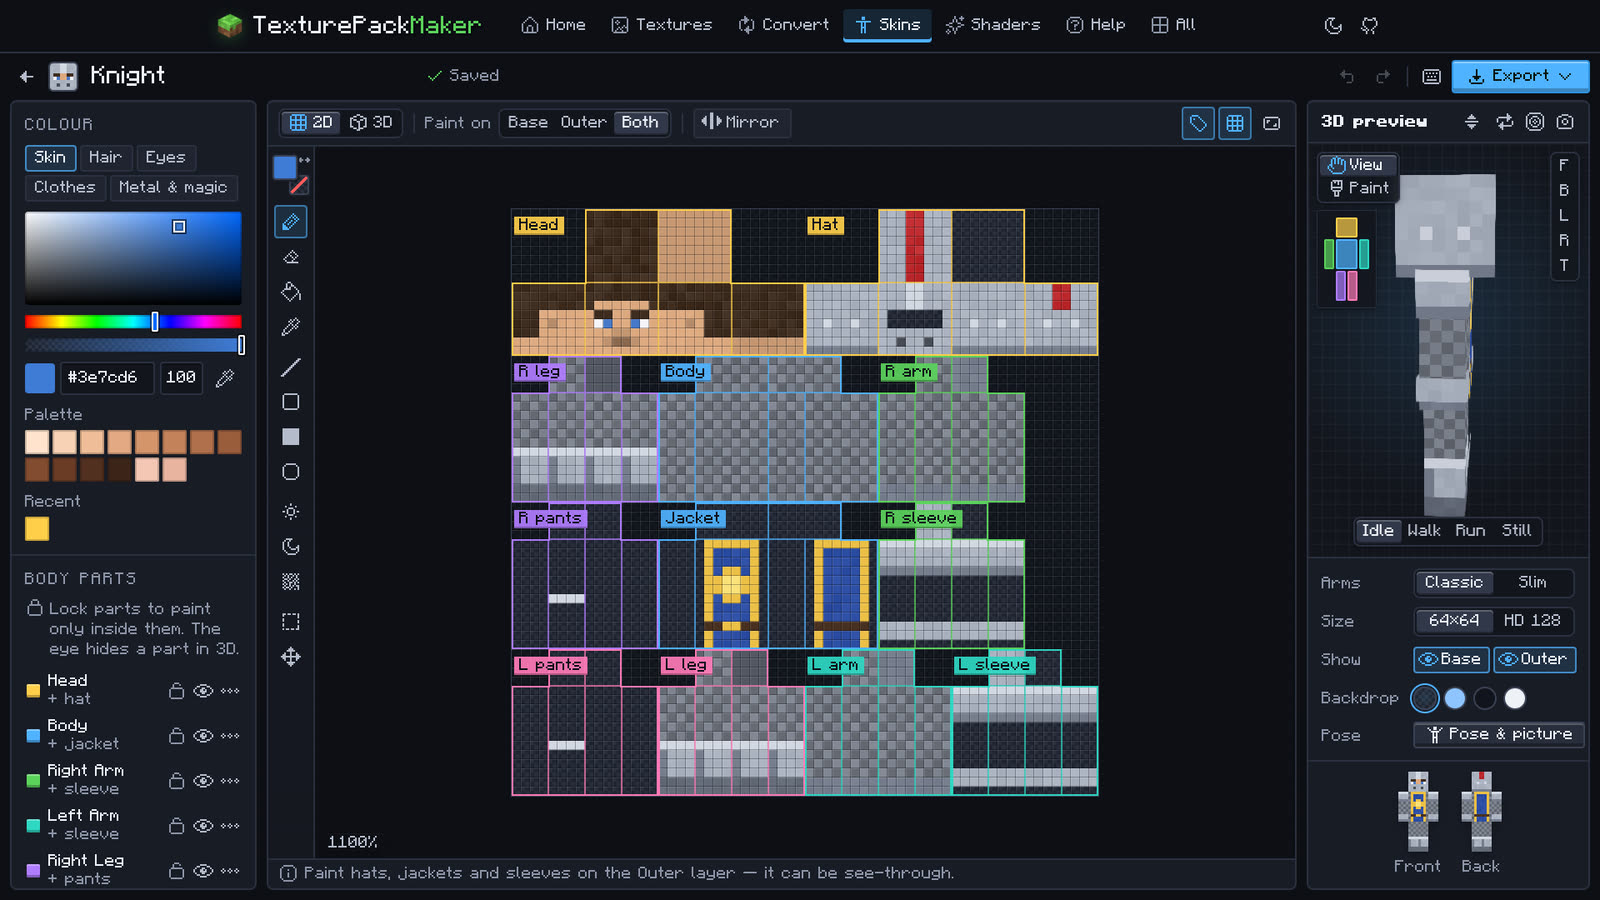 TexturePackMaker
Home
Textures
Convert
Skins
Shaders
Help
All
Knight
Saved
Export
COLOUR
Skin
Hair
Eyes
Clothes
Metal & magic
#3e7cd6
100
Palette
Recent
BODY PARTS
Lock parts to paint
only inside them. The
eye hides a part in 3D.
Head
+ hat
Body
+ jacket
Right Arm
+ sleeve
Left Arm
+ sleeve
Right Leg
+ pants
2D
3D
Paint on
Base
Outer
Both
Mirror
Head
Hat
R leg
Body
R arm
R pants
Jacket
R sleeve
L pants
L leg
L arm
L sleeve
1100%
Paint hats, jackets and sleeves on the Outer layer — it can be see-through.
3D preview
View
Paint
F
B
L
R
T
Idle
Walk
Run
Still
Arms
Classic
Slim
Size
64×64
HD 128
Show
Base
Outer
Backdrop
Pose
Pose & picture
Front
Back